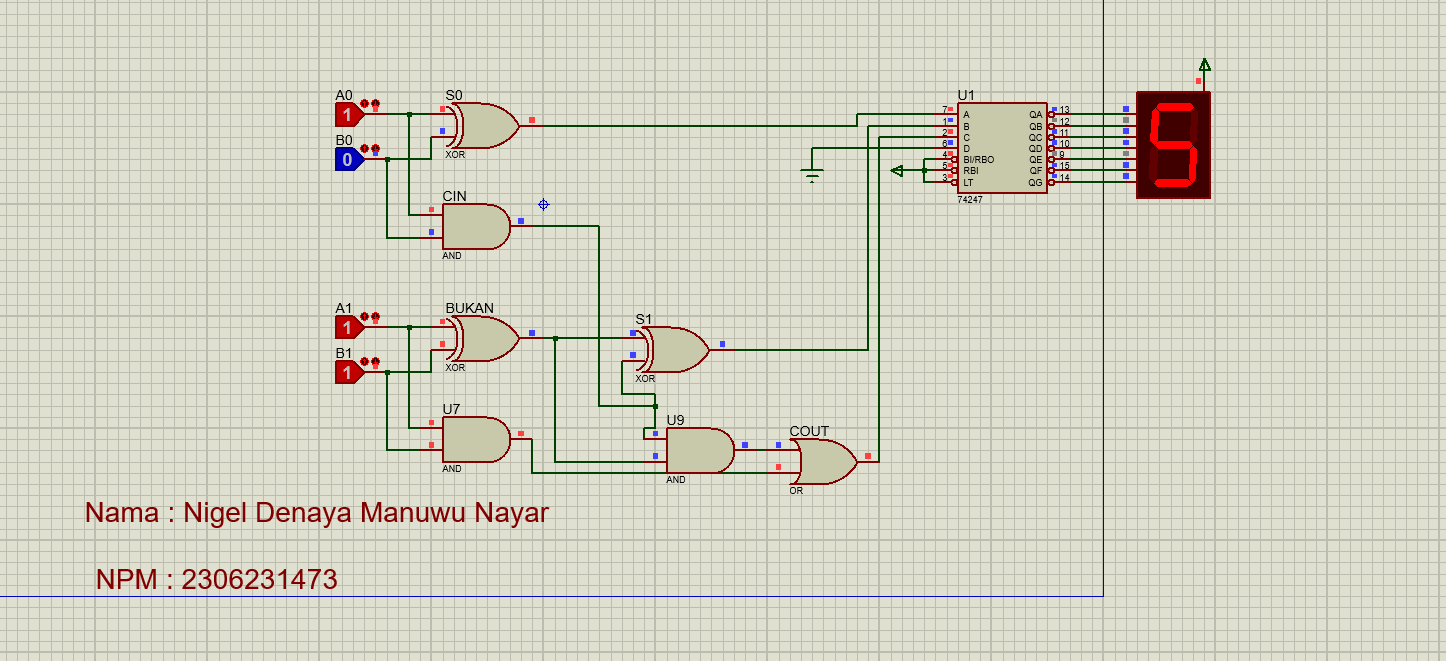 A0
1
B0
0
S0
XOR
CIN
AND
A1
1
B1
1
BUKAN
XOR
U7
AND
S1
XOR
U9
AND
COUT
OR
U1
7 A QA 13
1 B QB 12
2 C QC 11
6 D QD 10
4 BI/RBO QE 9
5 RBI QF 15
3 LT QG 14
74247
5
Nama : Nigel Denaya Manuwu Nayar
NPM : 2306231473